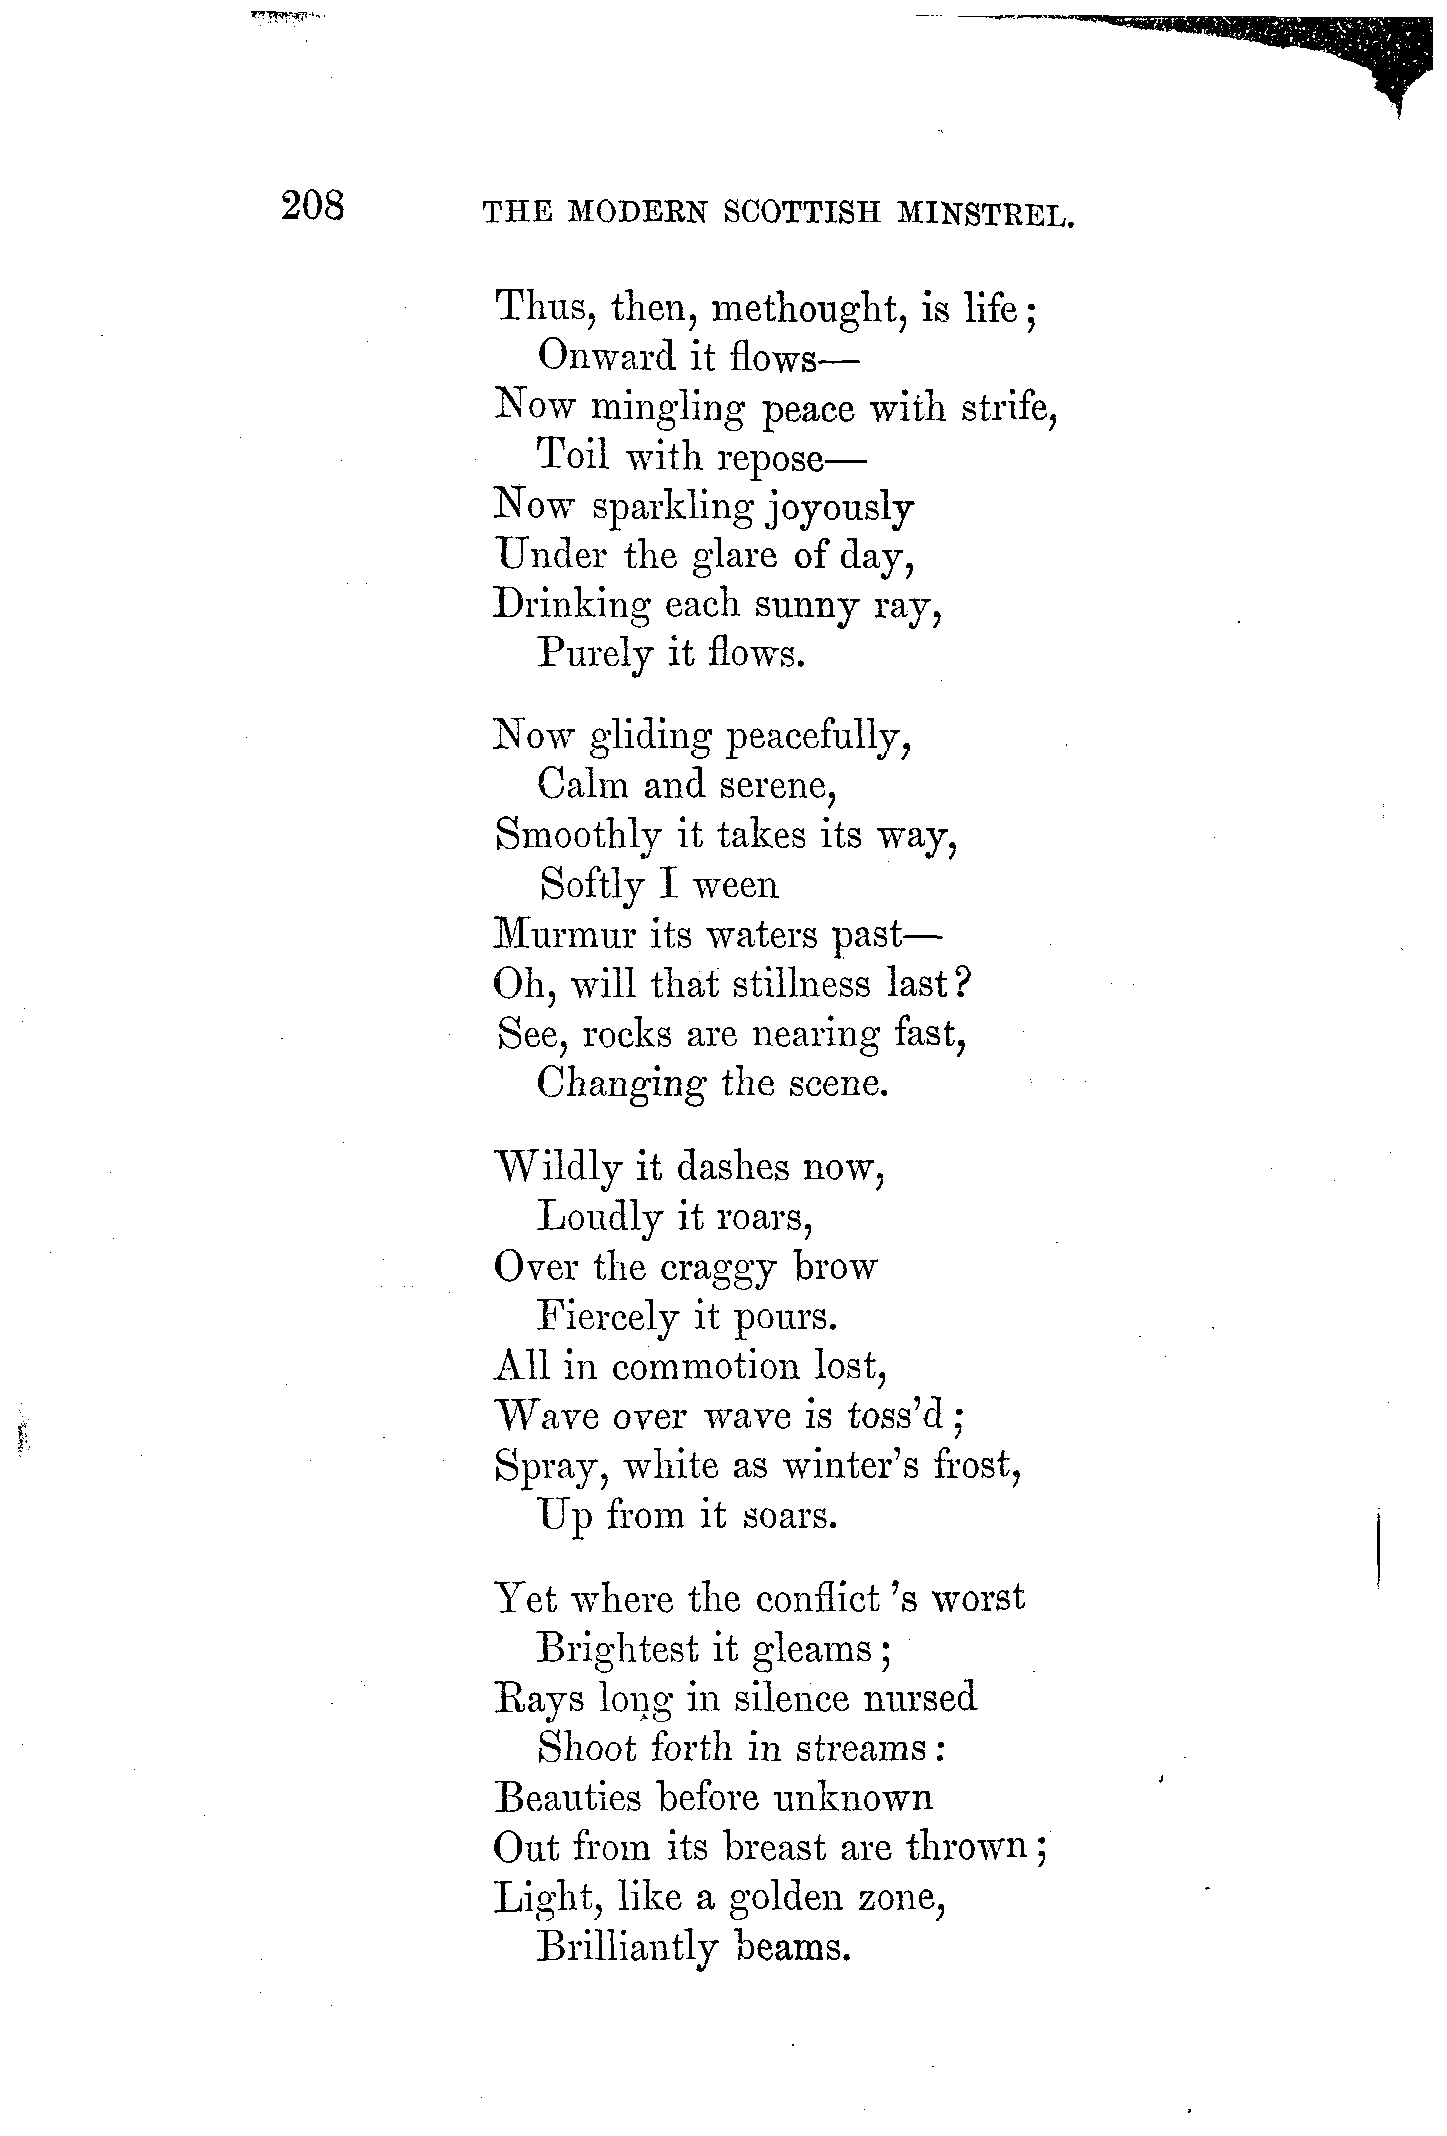 208 THE MODERN SCOTTISH MINSTREL.
Thus, then, methought, is life;
Onward it flows—
Now mingling peace with strife,
Toil with repose—
Now sparkling joyously
Under the glare of day,
Drinking each sunny ray,
Purely it flows.
Now gliding peacefully,
Calm and serene,
Smoothly it takes its way,
Softly I ween
Murmur its waters past—
Oh, will that stillness last?
See, rocks are nearing fast,
Changing the scene.
Wildly it dashes now,
Loudly it roars,
Over the craggy brow
Fiercely it pours.
All in commotion lost,
Wave over wave is toss'd;
Spray, white as winter's frost,
Up from it soars.
Yet where the conflict 's worst
Brightest it gleams;
Rays long in silence nursed
Shoot forth in streams:
Beauties before unknown
Out from its breast are thrown;
Light, like a golden zone,
Brilliantly beams.